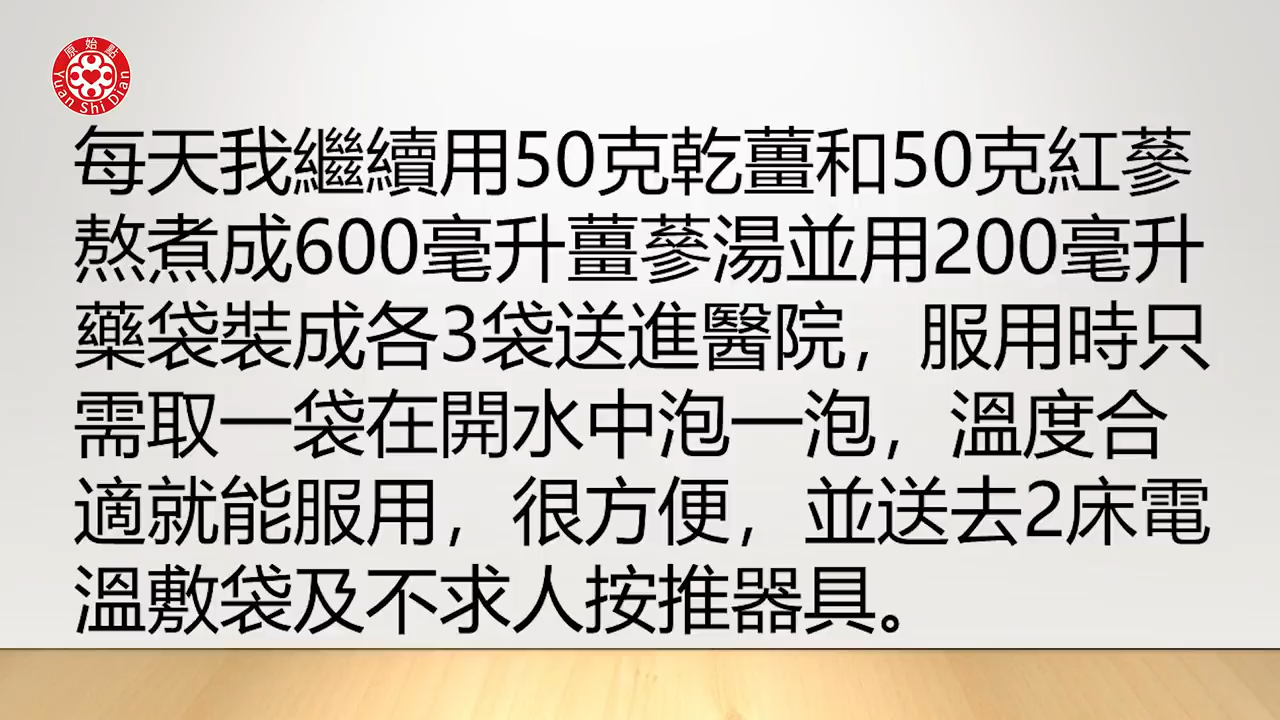 原始點
Yuan Shi Dian
每天我繼續用50克乾薑和50克紅蔘
熬煮成600毫升薑蔘湯並用200毫升
藥袋裝成各3袋送進醫院，服用時只
需取一袋在開水中泡一泡，溫度合
適就能服用，很方便，並送去2床電
溫敷袋及不求人按推器具。